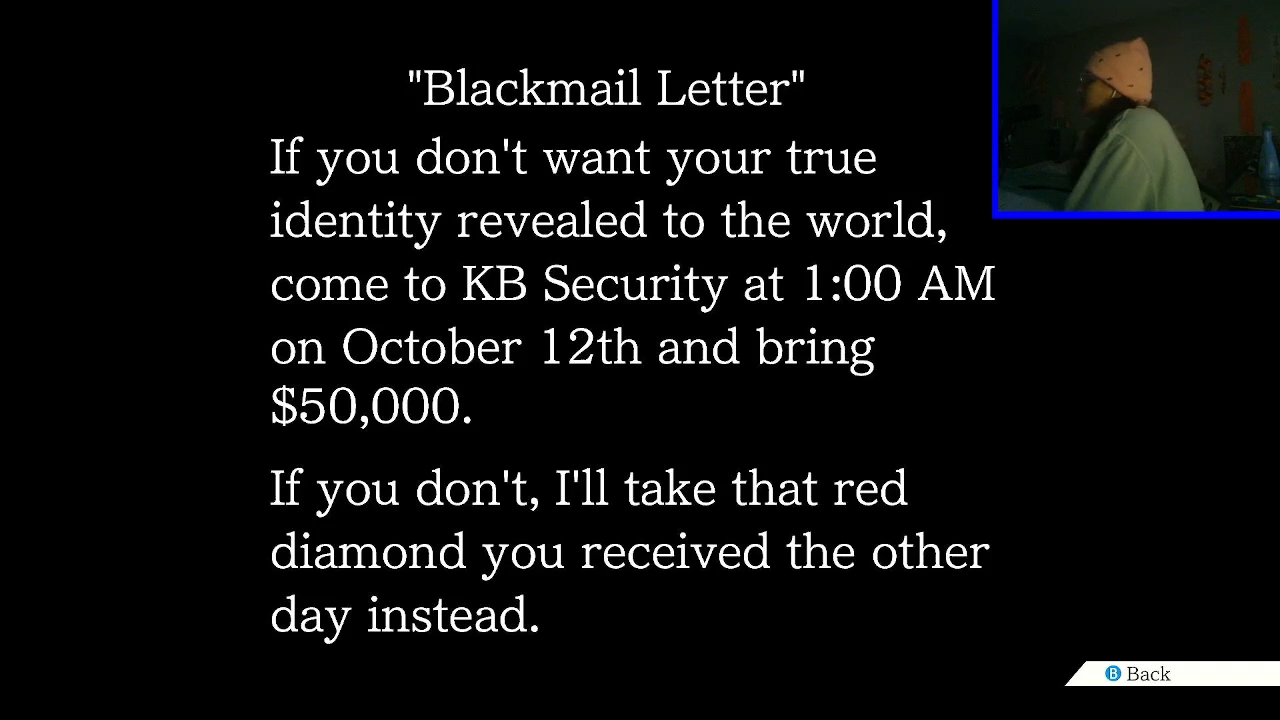 "Blackmail Letter"
If you don't want your true
identity revealed to the world,
come to KB Security at 1:00 AM
on October 12th and bring
$50,000.
If you don't, I'll take that red
diamond you received the other
day instead.
B Back